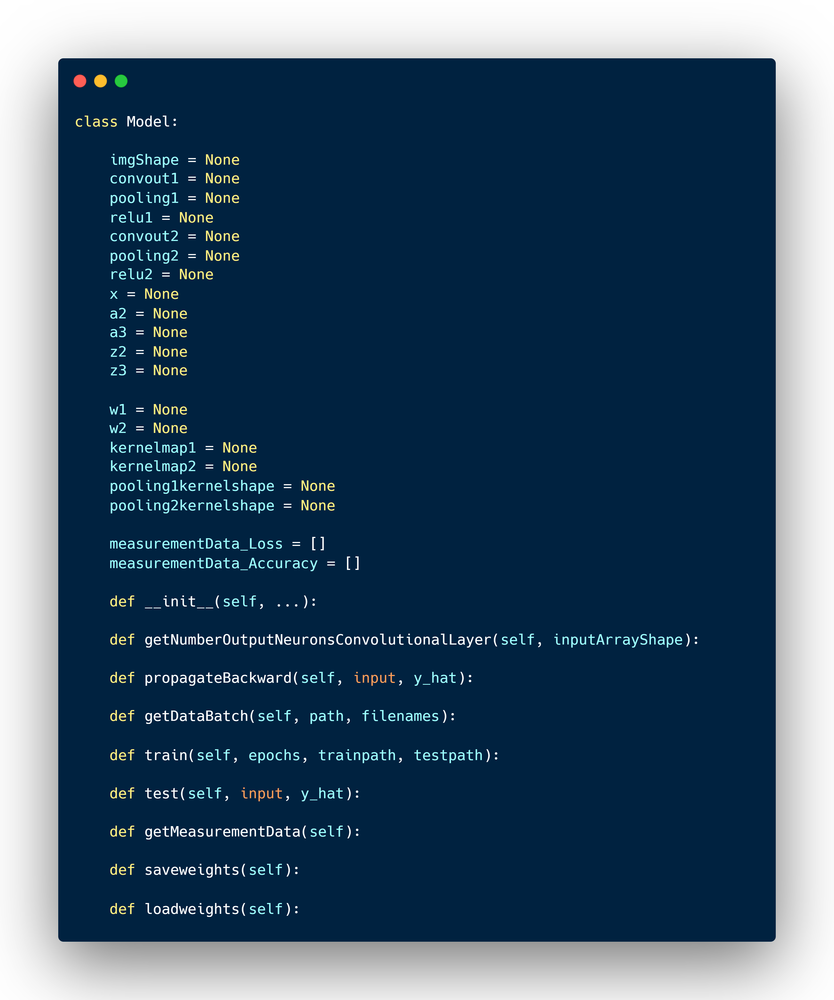 class Model:
    imgShape = None
    convout1 = None
    pooling1 = None
    relu1 = None
    convout2 = None
    pooling2 = None
    relu2 = None
    x = None
    a2 = None
    a3 = None
    z2 = None
    z3 = None
    w1 = None
    w2 = None
    kernelmap1 = None
    kernelmap2 = None
    pooling1kernelshape = None
    pooling2kernelshape = None
    measurementData_Loss = []
    measurementData_Accuracy = []
    def __init__(self, ...):
    def getNumberOutputNeuronsConvolutionalLayer(self, inputArrayShape):
    def propagateBackward(self, input, y_hat):
    def getDataBatch(self, path, filenames):
    def train(self, epochs, trainpath, testpath):
    def test(self, input, y_hat):
    def getMeasurementData(self):
    def saveweights(self):
    def loadweights(self):